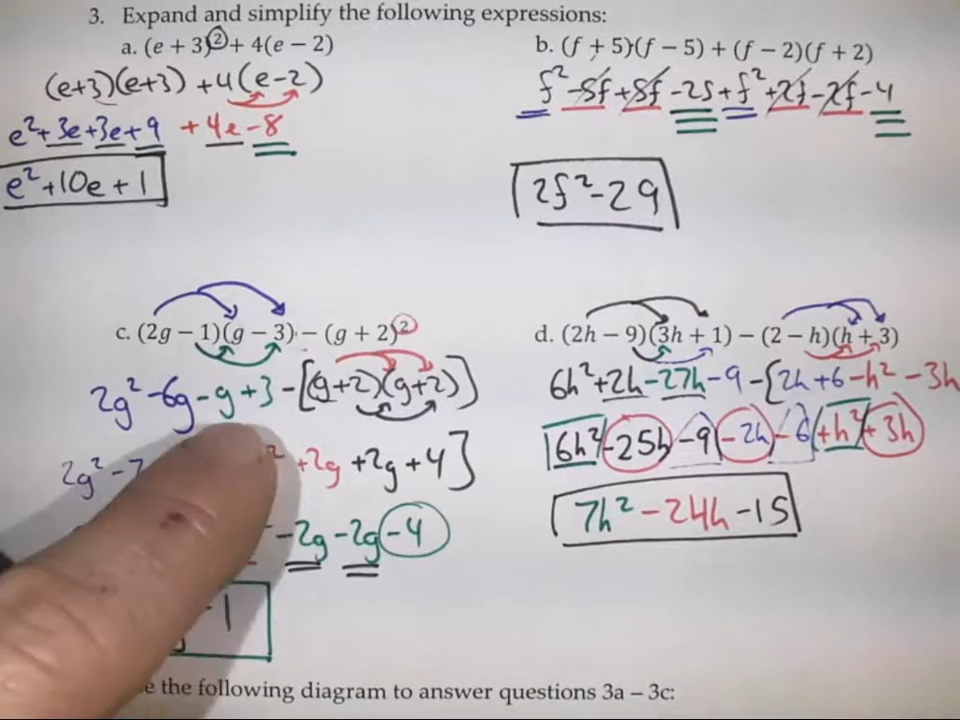 3. Expand and simplify the following expressions:
a. (e + 3)² + 4(e − 2)
(e+3)(e+3) +4(e-2)
e²+3e+3e+9 +4e-8
e²+10e+1
b. (f + 5)(f − 5) + (f − 2)(f + 2)
f²-5f+5f-25+f²+2f-2f-4
2f²-29
c. (2g − 1)(g − 3) − (g + 2)²
2g²-6g-g+3-[(g+2)(g+2)]
2g²-7 ² +2g +2g +4]
-2g-2g-4
-1
d. (2h − 9)(3h + 1) − (2 − h)(h + 3)
6h²+2h-27h-9-[2h+6-h²-3h
6h²-25h-9-2h-6+h²+3h
7h²-24h-15
the following diagram to answer questions 3a – 3c: